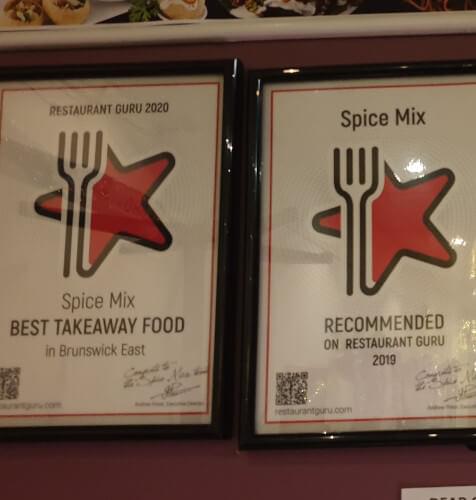 RESTAURANT GURU 2020
Spice Mix
BEST TAKEAWAY FOOD
in Brunswick East
restaurantguru.com
Spice Mix
RECOMMENDED
ON RESTAURANT GURU
2019
restaurantguru.com